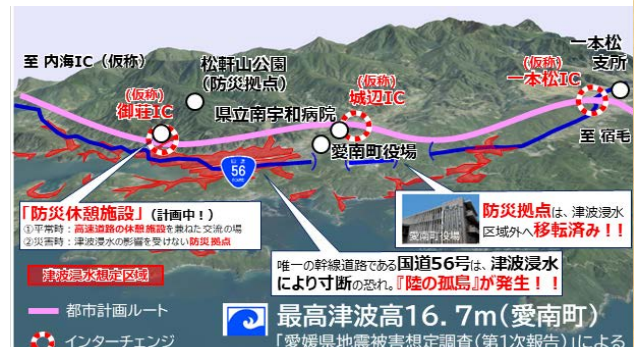 至 内海IC（仮称）
松軒山公園
（防災拠点）
（仮称）
御荘IC
県立南宇和病院
（仮称）
城辺IC
愛南町役場
（仮称）
一本松IC
一本松
支所
至 宿毛
国道
56
「防災休憩施設」（計画中！）
①平常時：高速道路の休憩施設を兼ねた交流の場
②災害時：津波浸水の影響を受けない防災拠点
愛南町役場
防災拠点は、津波浸水
区域外へ移転済み！！
唯一の幹線道路である国道56号は、津波浸水
により寸断の恐れ。『陸の孤島』が発生！！
津波浸水想定区域
都市計画ルート
インターチェンジ
最高津波高16.7m(愛南町)
「愛媛県地震被害想定調査（第1次報告）」による